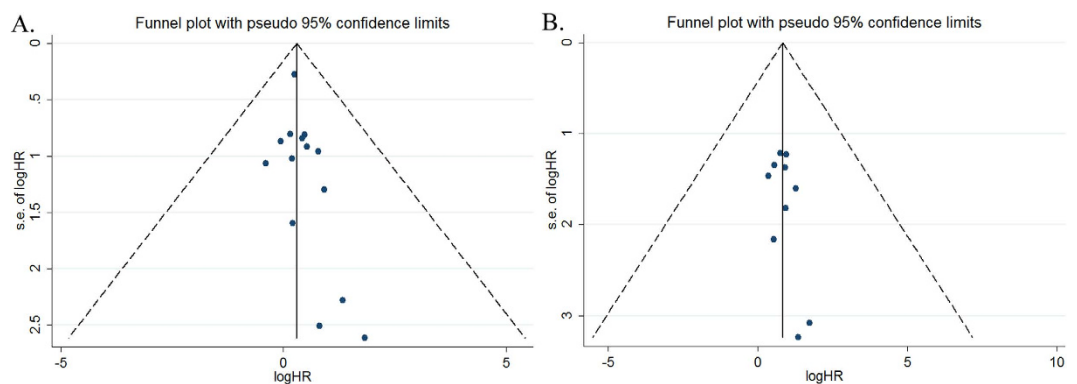 A.
Funnel plot with pseudo 95% confidence limits
s.e. of logHR
0
.5
1
1.5
2
2.5
-5
0
5
logHR
B.
Funnel plot with pseudo 95% confidence limits
s.e. of logHR
0
1
2
3
-5
0
5
10
logHR